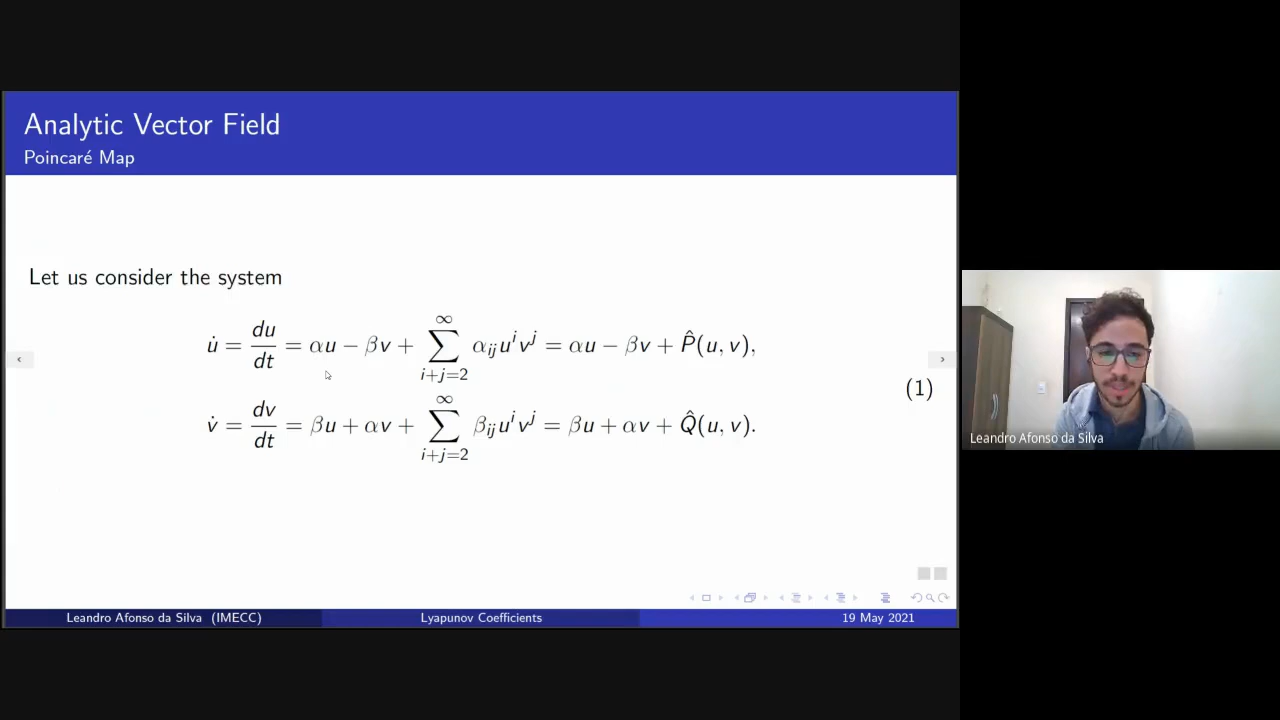 Analytic Vector Field
Poincaré Map
Let us consider the system
u̇ = du/dt = αu − βv + ∑_{i+j=2}^{∞} α_{ij}u^i v^j = αu − βv + P̂(u, v),
(1)
v̇ = dv/dt = βu + αv + ∑_{i+j=2}^{∞} β_{ij}u^i v^j = βu + αv + Q̂(u, v).
Leandro Afonso da Silva
Leandro Afonso da Silva (IMECC) Lyapunov Coefficients 19 May 2021